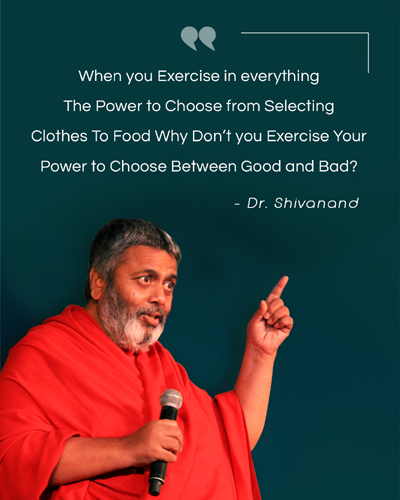 When you Exercise in everything
The Power to Choose from Selecting
Clothes To Food Why Don’t you Exercise Your
Power to Choose Between Good and Bad?
- Dr. Shivanand